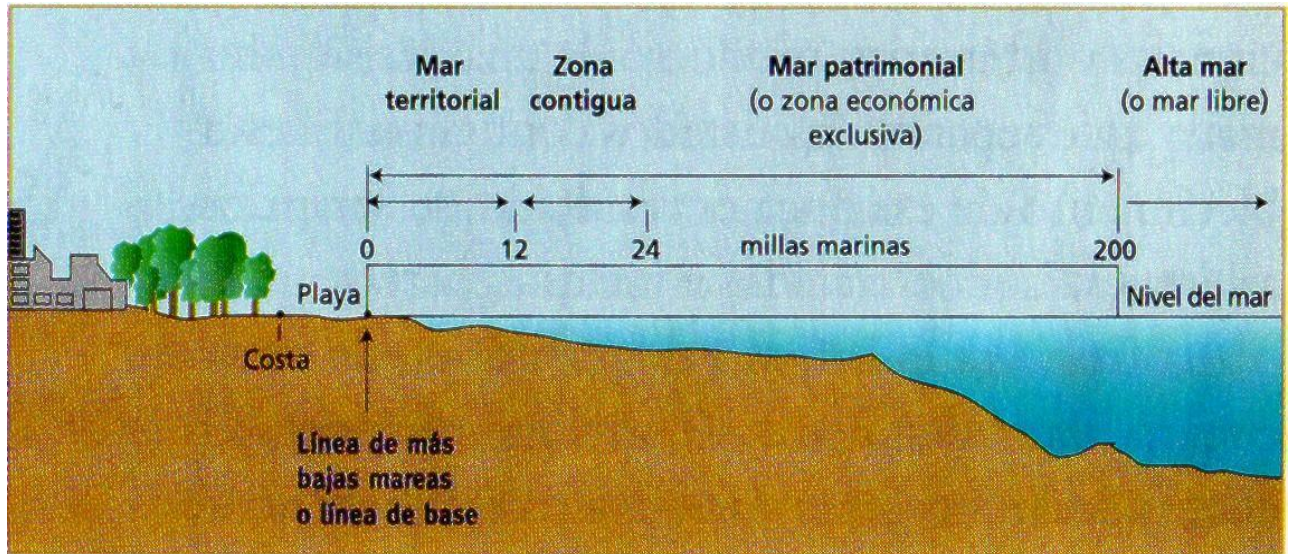 Mar
territorial
Zona
contigua
Mar patrimonial
(o zona económica
exclusiva)
Alta mar
(o mar libre)
0
12
24
millas marinas
200
Playa
Nivel del mar
Costa
Línea de más
bajas mareas
o línea de base